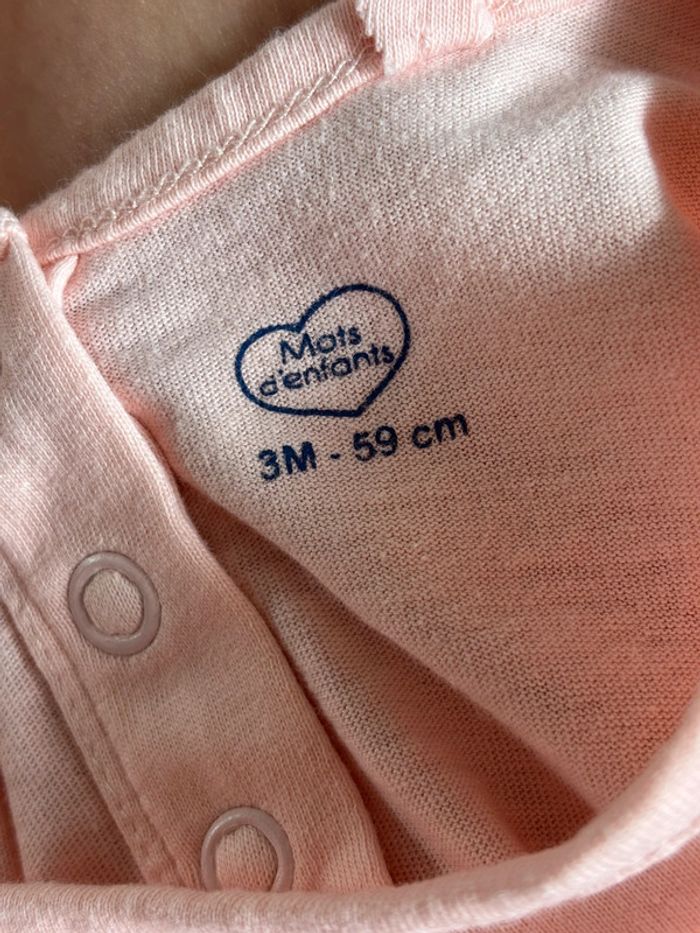 Mots
d'enfants
3M - 59 cm